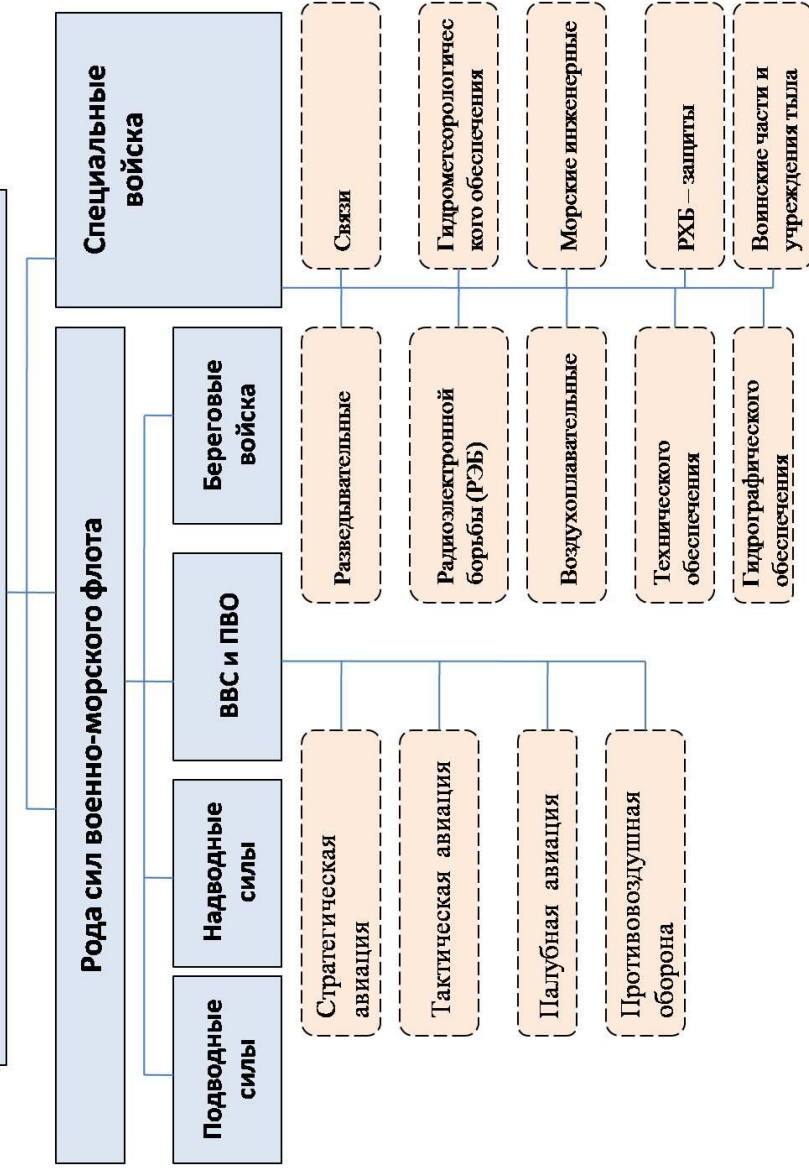 Рода сил военно-морского флота
Специальные
войска
Подводные
силы
Надводные
силы
ВВС и ПВО
Береговые
войска
Стратегическая
авиация
Тактическая авиация
Палубная авиация
Противовоздушная
оборона
Разведывательные
Связи
Радиоэлектронной
борьбы (РЭБ)
Гидрометеорологичес
кого обеспечения
Воздухоплавательные
Морские инженерные
Технического
обеспечения
РХБ – защиты
Гидрографического
обеспечения
Воинские части и
учреждения тыла